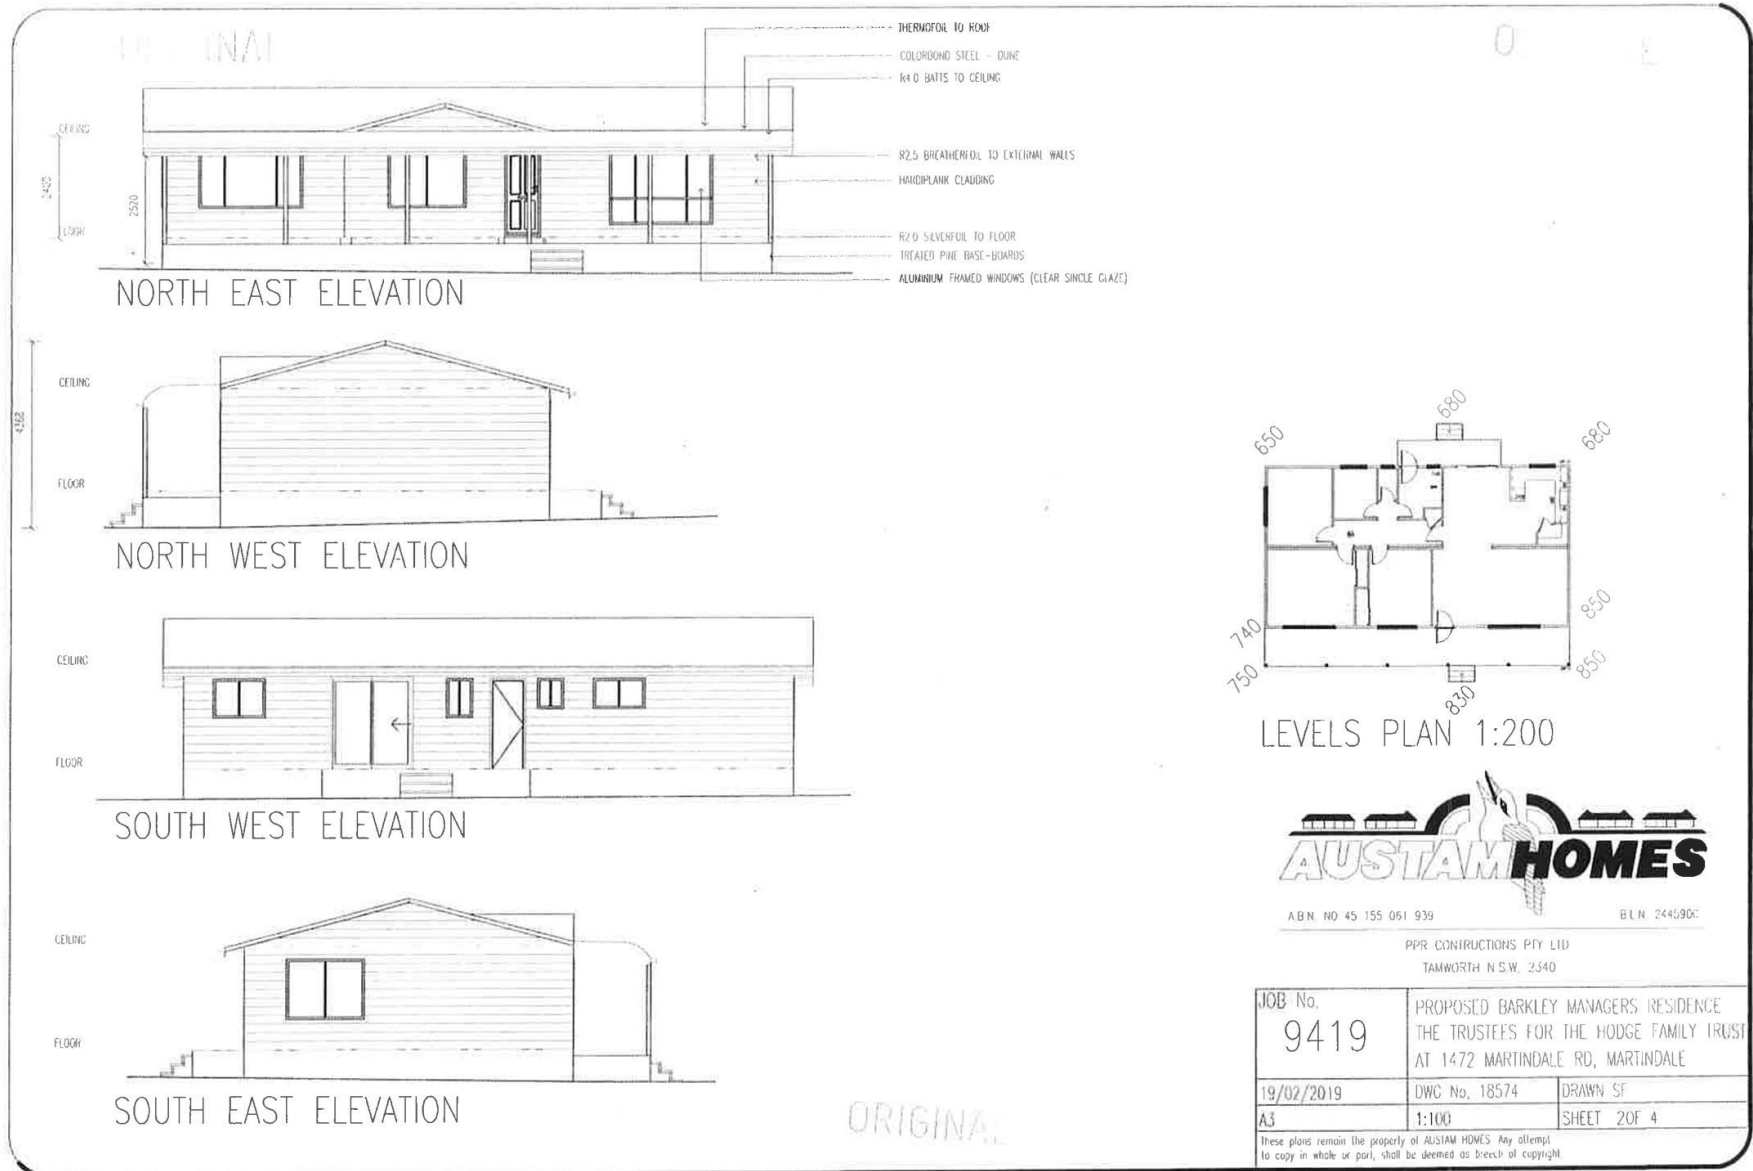 THERMOFOIL TO ROOF
COLORBOND STEEL - DUNE
R4.0 BATTS TO CEILING
CEILING
2420
2520
R2.5 BREATHERFOIL TO EXTERNAL WALLS
HARDIPLANK CLADDING
R2.0 SILVERFOIL TO FLOOR
TREATED PINE BASE-BOARDS
ALUMINIUM FRAMED WINDOWS (CLEAR SINGLE GLAZE)
NORTH EAST ELEVATION
CEILING
4368
FLOOR
NORTH WEST ELEVATION
CEILING
FLOOR
SOUTH WEST ELEVATION
CEILING
FLOOR
SOUTH EAST ELEVATION
650
680
680
740
750
830
850
850
LEVELS PLAN 1:200
AUSTAM HOMES
A.B.N. NO 45 155 061 939
B.L.N. 244590C
PPR CONTRUCTIONS PTY LTD
TAMWORTH N.S.W. 2340
JOB No.
9419
PROPOSED BARKLEY MANAGERS RESIDENCE
THE TRUSTEES FOR THE HODGE FAMILY TRUST
AT 1472 MARTINDALE RD, MARTINDALE
19/02/2019
DWG No. 18574
DRAWN SF
A3
1:100
SHEET 2OF 4
These plans remain the property of AUSTAM HOMES. Any attempt
to copy in whole or part, shall be deemed as breech of copyright
ORIGINAL